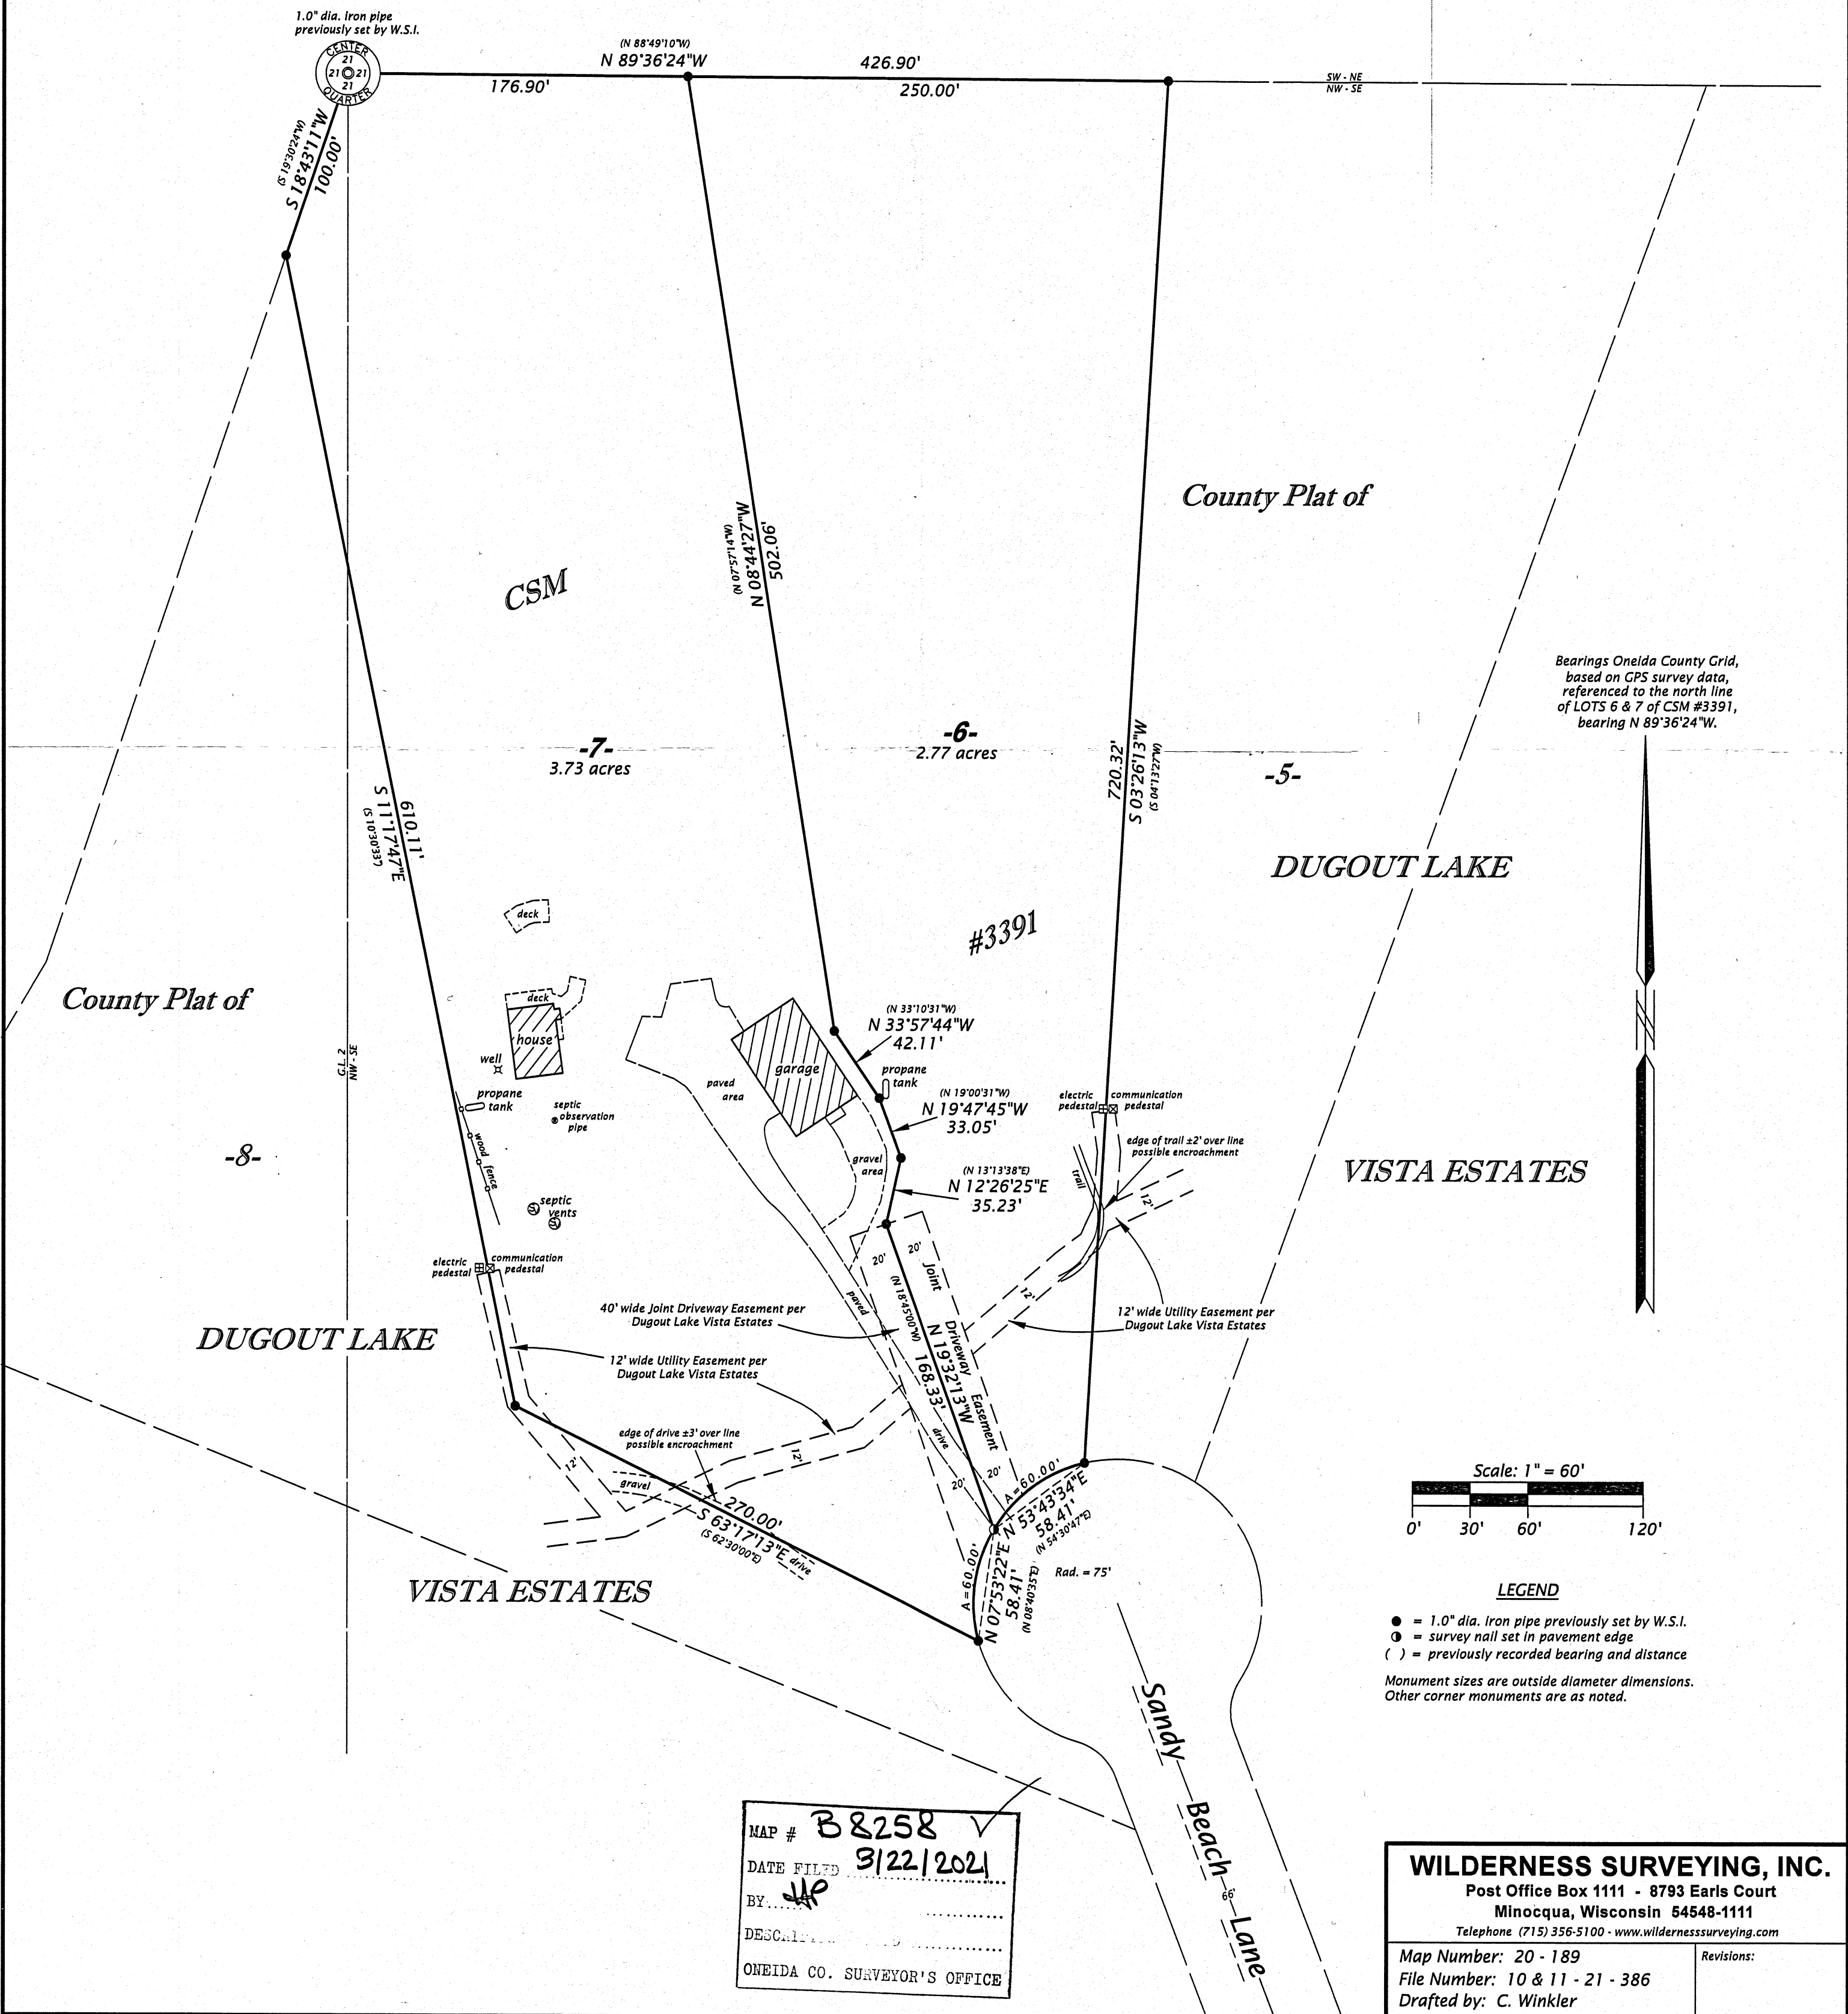 1.0" dia. iron pipe
previously set by W.S.I.
CENTER
21
21 21
21
QUARTER
(N 88°49'10"W)
N 89°36'24"W
426.90'
176.90'
250.00'
SW - NE
NW - SE
(S 19°30'24"W)
S 18°43'11"W
100.00'
County Plat of
CSM
(N 07°57'14"W)
N 08°44'27"W
502.06'
Bearings Oneida County Grid,
based on GPS survey data,
referenced to the north line
of LOTS 6 & 7 of CSM #3391,
bearing N 89°36'24"W.
-7-
3.73 acres
-6-
2.77 acres
720.32'
S 03°26'13"W
(S 04°13'27"W)
-5-
610.11'
S 11°17'47"E
(S 10°30'33")
DUGOUT LAKE
deck
#3391
County Plat of
deck
house
well
propane
tank
septic
observation
pipe
wood fence
septic
vents
G.L. 2
NW - SE
paved
area
garage
(N 33°10'31"W)
N 33°57'44"W
42.11'
propane
tank
(N 19°00'31"W)
N 19°47'45"W
33.05'
gravel
area
(N 13°13'38"E)
N 12°26'25"E
35.23'
electric
pedestal
communication
pedestal
edge of trail ±2' over line
possible encroachment
trail
12'
-8-
VISTA ESTATES
electric
pedestal
communication
pedestal
20'
20'
Joint Driveway Easement
(N 18°45'00"W)
N 19°32'13"W
168.33'
paved
drive
12'
40' wide Joint Driveway Easement per
Dugout Lake Vista Estates
12' wide Utility Easement per
Dugout Lake Vista Estates
DUGOUT LAKE
12' wide Utility Easement per
Dugout Lake Vista Estates
edge of drive ±3' over line
possible encroachment
12'
12'
gravel
drive
270.00'
S 63°17'13"E
(S 62°30'00"E)
20'
20'
A=60.00'
N 53°43'34"E
58.41'
(N 54°30'47"E)
A=60.00'
N 07°53'22"E
58.41'
(N 08°40'35"E)
Rad. = 75'
VISTA ESTATES
Scale: 1" = 60'
0' 30' 60' 120'
LEGEND
= 1.0" dia. iron pipe previously set by W.S.I.
= survey nail set in pavement edge
( ) = previously recorded bearing and distance
Monument sizes are outside diameter dimensions.
Other corner monuments are as noted.
Sandy Beach Lane
66'
MAP # B8258
DATE FILED 3/22/2021
BY
ONEIDA CO. SURVEYOR'S OFFICE
WILDERNESS SURVEYING, INC.
Post Office Box 1111 - 8793 Earls Court
Minocqua, Wisconsin 54548-1111
Telephone (715) 356-5100 - www.wildernesssurveying.com
Map Number: 20 - 189
File Number: 10 & 11 - 21 - 386
Drafted by: C. Winkler
Revisions: